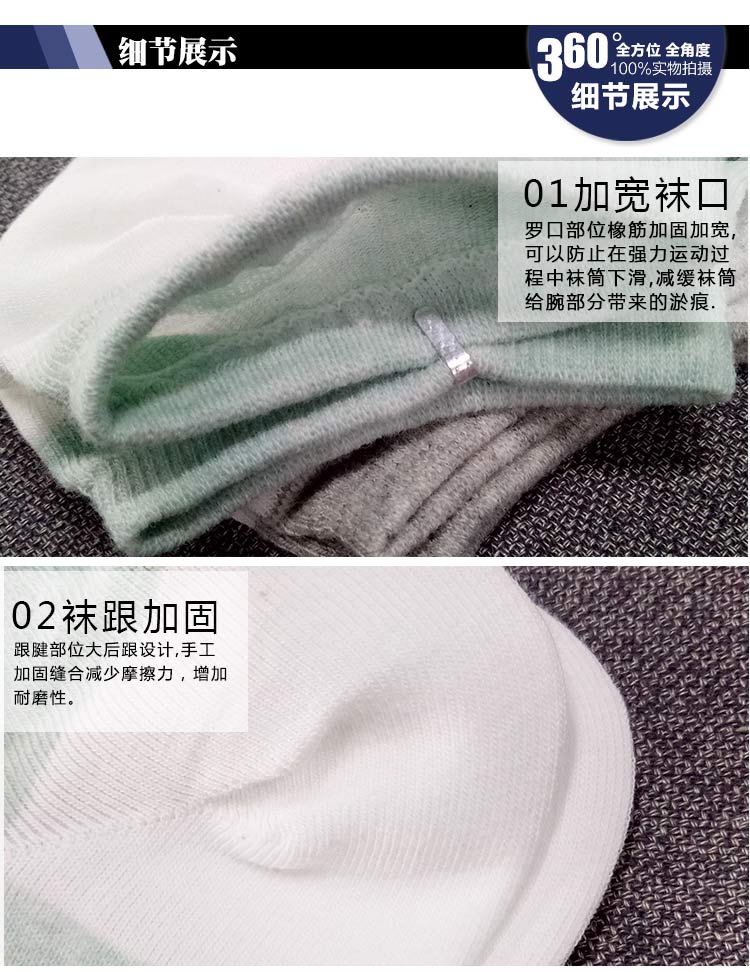 细节展示
360°全方位 全角度
100%实物拍摄
细节展示
01加宽袜口
罗口部位橡筋加固加宽,
可以防止在强力运动过
程中袜筒下滑,减缓袜筒
给腕部分带来的淤痕.
02袜跟加固
跟腱部位大后跟设计,手工
加固缝合减少摩擦力，增加
耐磨性。